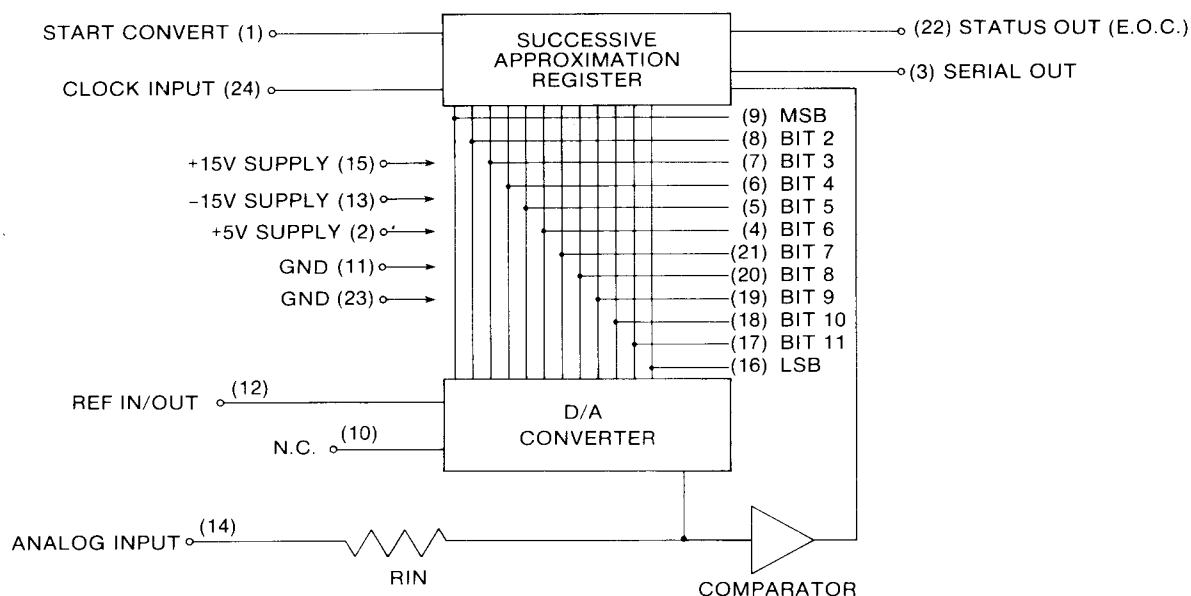 START CONVERT (1)
CLOCK INPUT (24)
SUCCESSIVE
APPROXIMATION
REGISTER
(22) STATUS OUT (E.O.C.)
(3) SERIAL OUT
(9) MSB
(8) BIT 2
(7) BIT 3
(6) BIT 4
(5) BIT 5
(4) BIT 6
(21) BIT 7
(20) BIT 8
(19) BIT 9
(18) BIT 10
(17) BIT 11
(16) LSB
+15V SUPPLY (15)
-15V SUPPLY (13)
+5V SUPPLY (2)
GND (11)
GND (23)
REF IN/OUT (12)
N.C. (10)
D/A
CONVERTER
ANALOG INPUT (14)
RIN
COMPARATOR